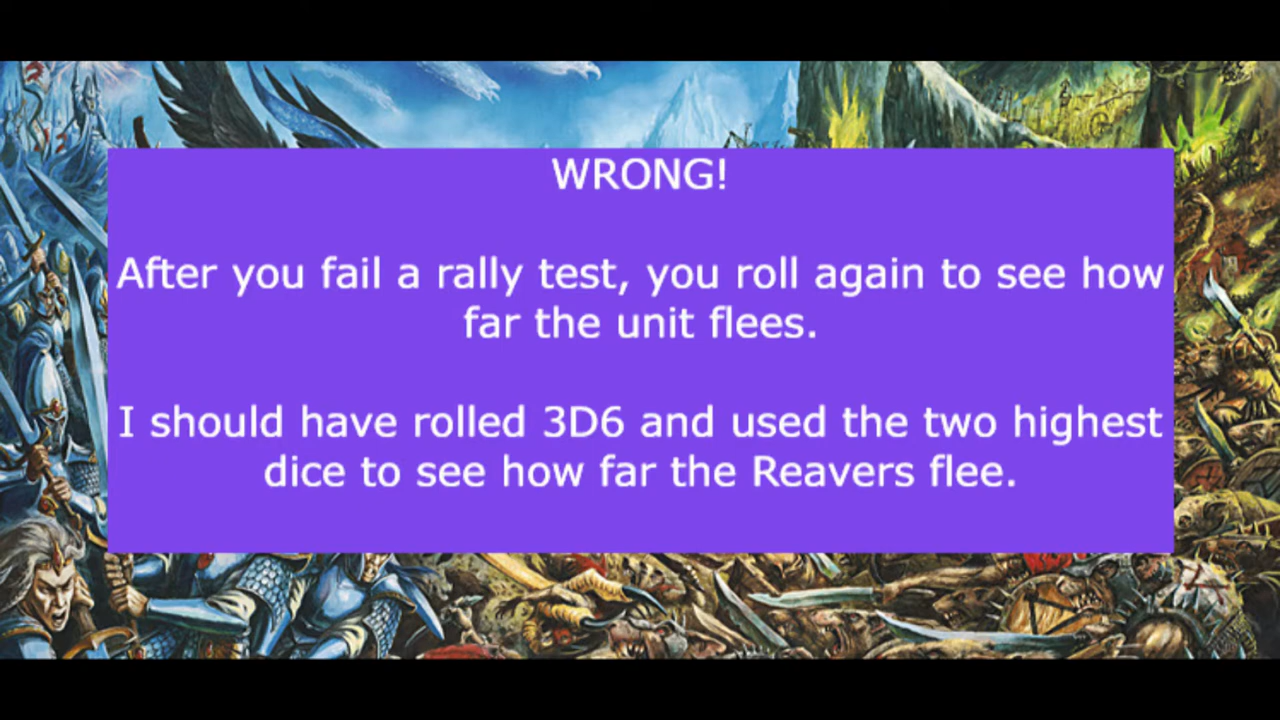 WRONG!
After you fail a rally test, you roll again to see how
far the unit flees.
I should have rolled 3D6 and used the two highest
dice to see how far the Reavers flee.